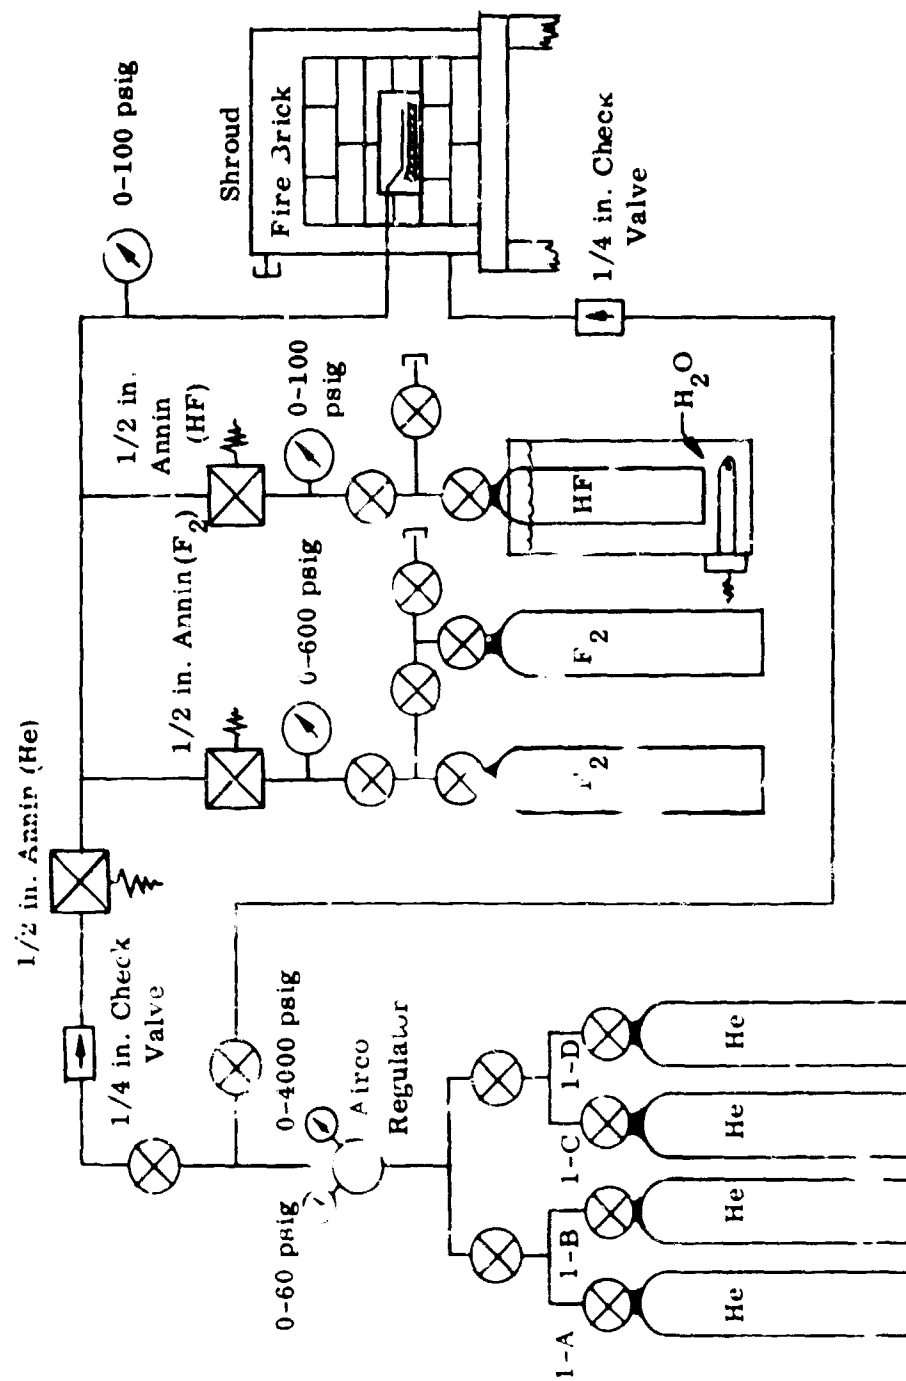 0-100 psig
Shroud
Fire Brick
1/4 in. Check
Valve
1/2 in.
Annin
(HF)
0-100
psig
H2O
HF
1/2 in. Annin (F2)
0-600 psig
F2
F2
1/2 in. Annin (He)
1/4 in. Check
Valve
0-4000 psig
Airco
Regulator
0-60 psig
1-D
1-C
1-B
1-A
He
He
He
He